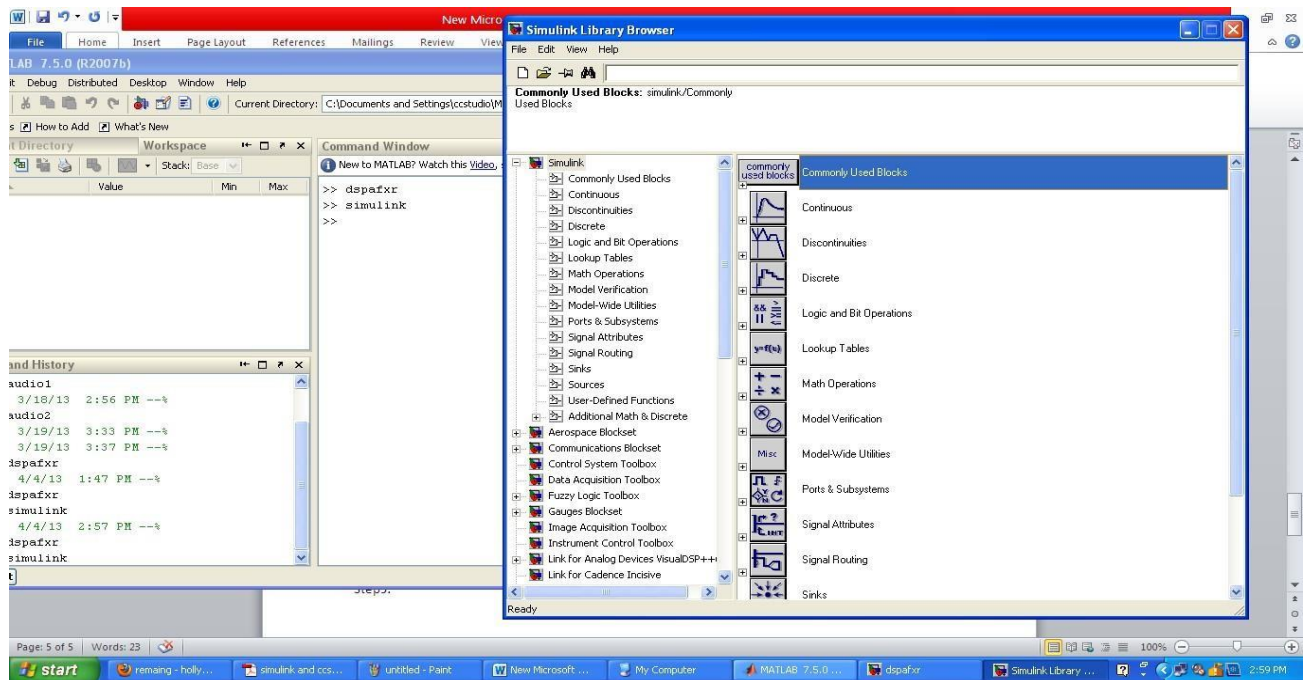 New Micro
File Home Insert Page Layout References Mailings Review View
LAB 7.5.0 (R2007b)
it Debug Distributed Desktop Window Help
Current Directory: C:\Documents and Settings\ccstudio\M
s How to Add What's New
t Directory Workspace
Stack: Base
Value Min Max
and History
audio1
3/18/13 2:56 PM --%
audio2
3/19/13 3:33 PM --%
3/19/13 3:37 PM --%
dspafxr
4/4/13 1:47 PM --%
dspafxr
simulink
4/4/13 2:57 PM --%
dspafxr
simulink
t
Command Window
New to MATLAB? Watch this Video, s
>> dspafxr
>> simulink
>>
Simulink Library Browser
File Edit View Help
Commonly Used Blocks: simulink/Commonly
Used Blocks
Simulink
Commonly Used Blocks
Continuous
Discontinuities
Discrete
Logic and Bit Operations
Lookup Tables
Math Operations
Model Verification
Model-Wide Utilities
Ports & Subsystems
Signal Attributes
Signal Routing
Sinks
Sources
User-Defined Functions
Additional Math & Discrete
Aerospace Blockset
Communications Blockset
Control System Toolbox
Data Acquisition Toolbox
Fuzzy Logic Toolbox
Gauges Blockset
Image Acquisition Toolbox
Instrument Control Toolbox
Link for Analog Devices VisualDSP++
Link for Cadence Incisive
commonly
used blocks
Commonly Used Blocks
Continuous
Discontinuities
Discrete
Logic and Bit Operations
y=f(u)
Lookup Tables
Math Operations
Model Verification
Misc
Model-Wide Utilities
Ports & Subsystems
Signal Attributes
Signal Routing
Sinks
Ready
Page: 5 of 5 Words: 23
100%
start
remaing - holly...
simulink and ccs...
untitled - Paint
New Microsoft ...
My Computer
MATLAB 7.5.0 ...
dspafxr
Simulink Library ...
2:59 PM